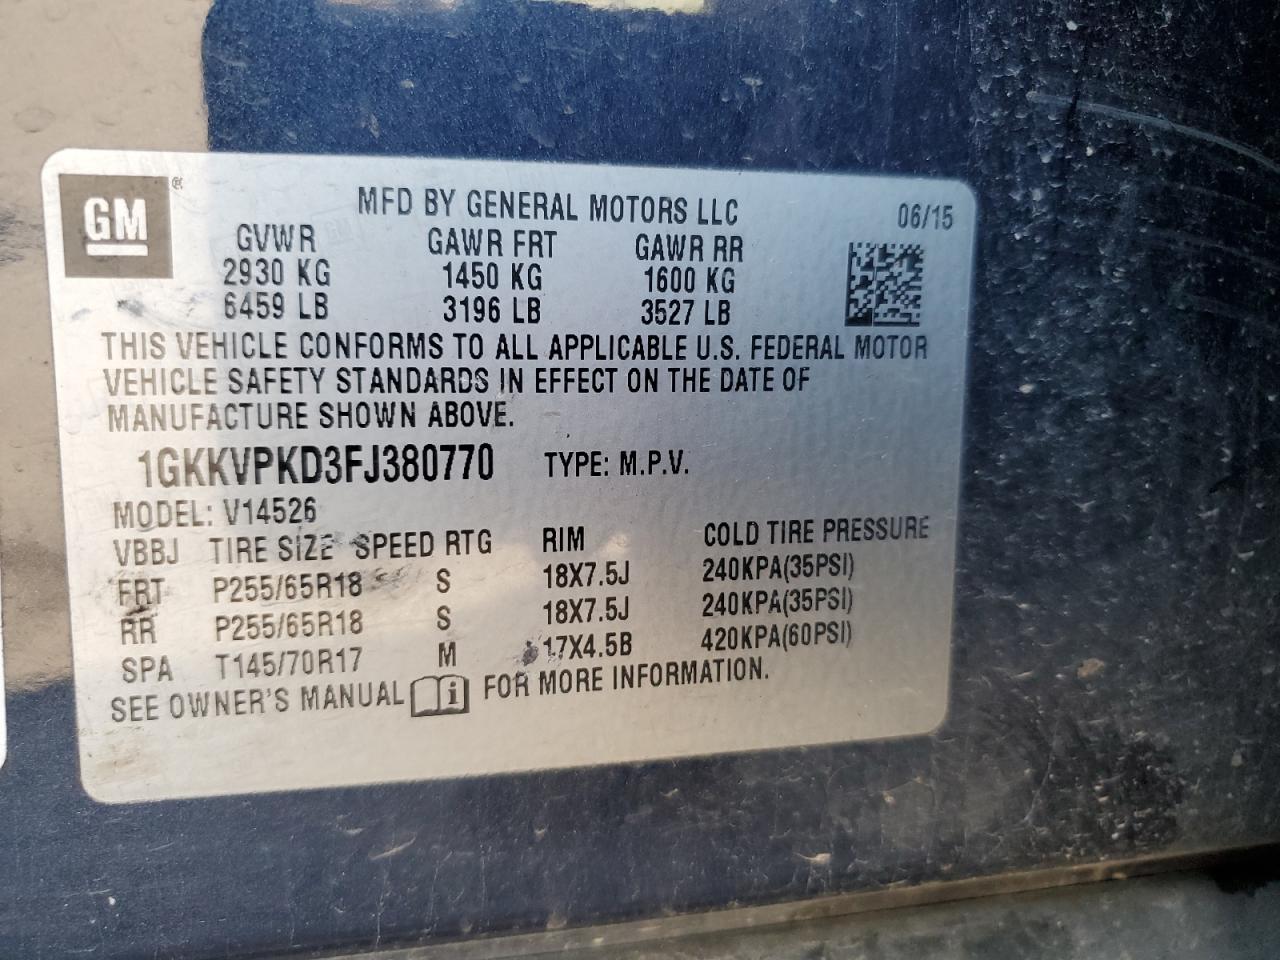 GM®
MFD BY GENERAL MOTORS LLC 06/15
GVWR GAWR FRT GAWR RR
2930 KG 1450 KG 1600 KG
6459 LB 3196 LB 3527 LB
THIS VEHICLE CONFORMS TO ALL APPLICABLE U.S. FEDERAL MOTOR
VEHICLE SAFETY STANDARDS IN EFFECT ON THE DATE OF
MANUFACTURE SHOWN ABOVE.
1GKKVPKD3FJ380770 TYPE: M.P.V.
MODEL: V14526
VBBJ TIRE SIZE SPEED RTG RIM COLD TIRE PRESSURE
FRT P255/65R18 S 18X7.5J 240KPA(35PSI)
RR P255/65R18 S 18X7.5J 240KPA(35PSI)
SPA T145/70R17 M 17X4.5B 420KPA(60PSI)
SEE OWNER'S MANUAL i FOR MORE INFORMATION.